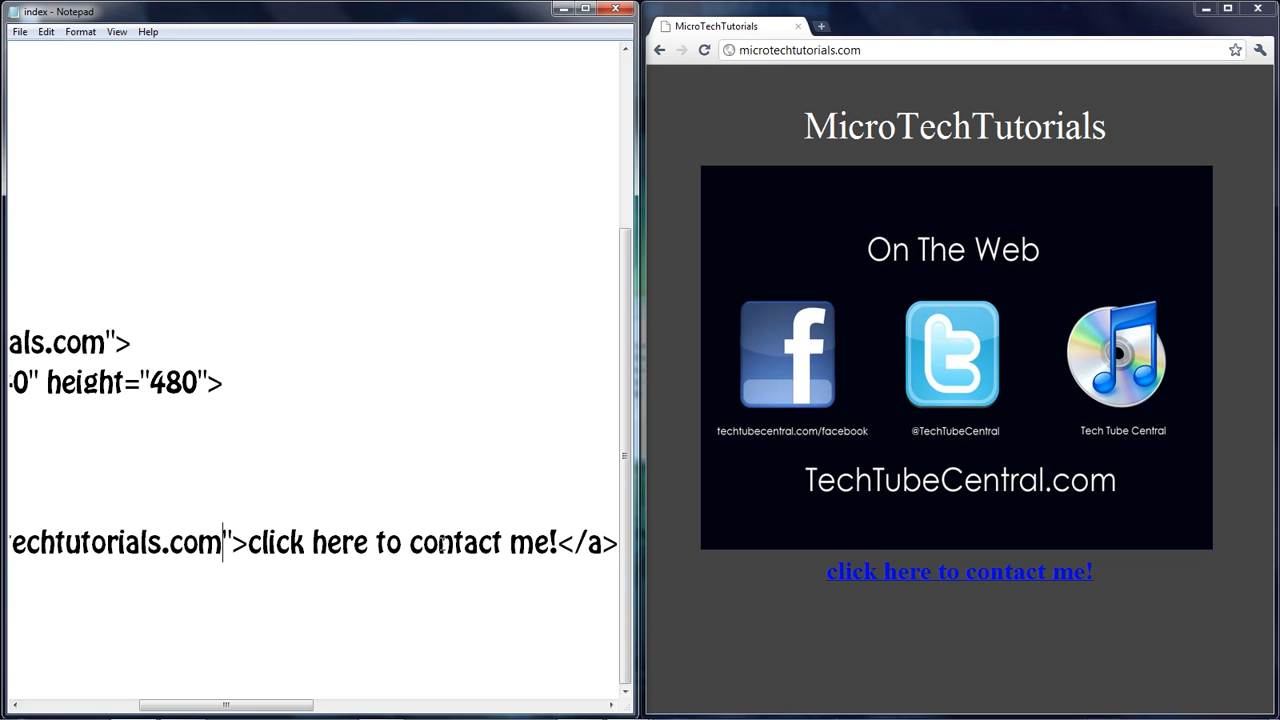 index - Notepad
File Edit Format View Help
als.com">
0" height="480">
techtutorials.com">click here to contact me!</a>
MicroTechTutorials
microtechtutorials.com
MicroTechTutorials
On The Web
techtubecentral.com/facebook
@TechTubeCentral
Tech Tube Central
TechTubeCentral.com
click here to contact me!